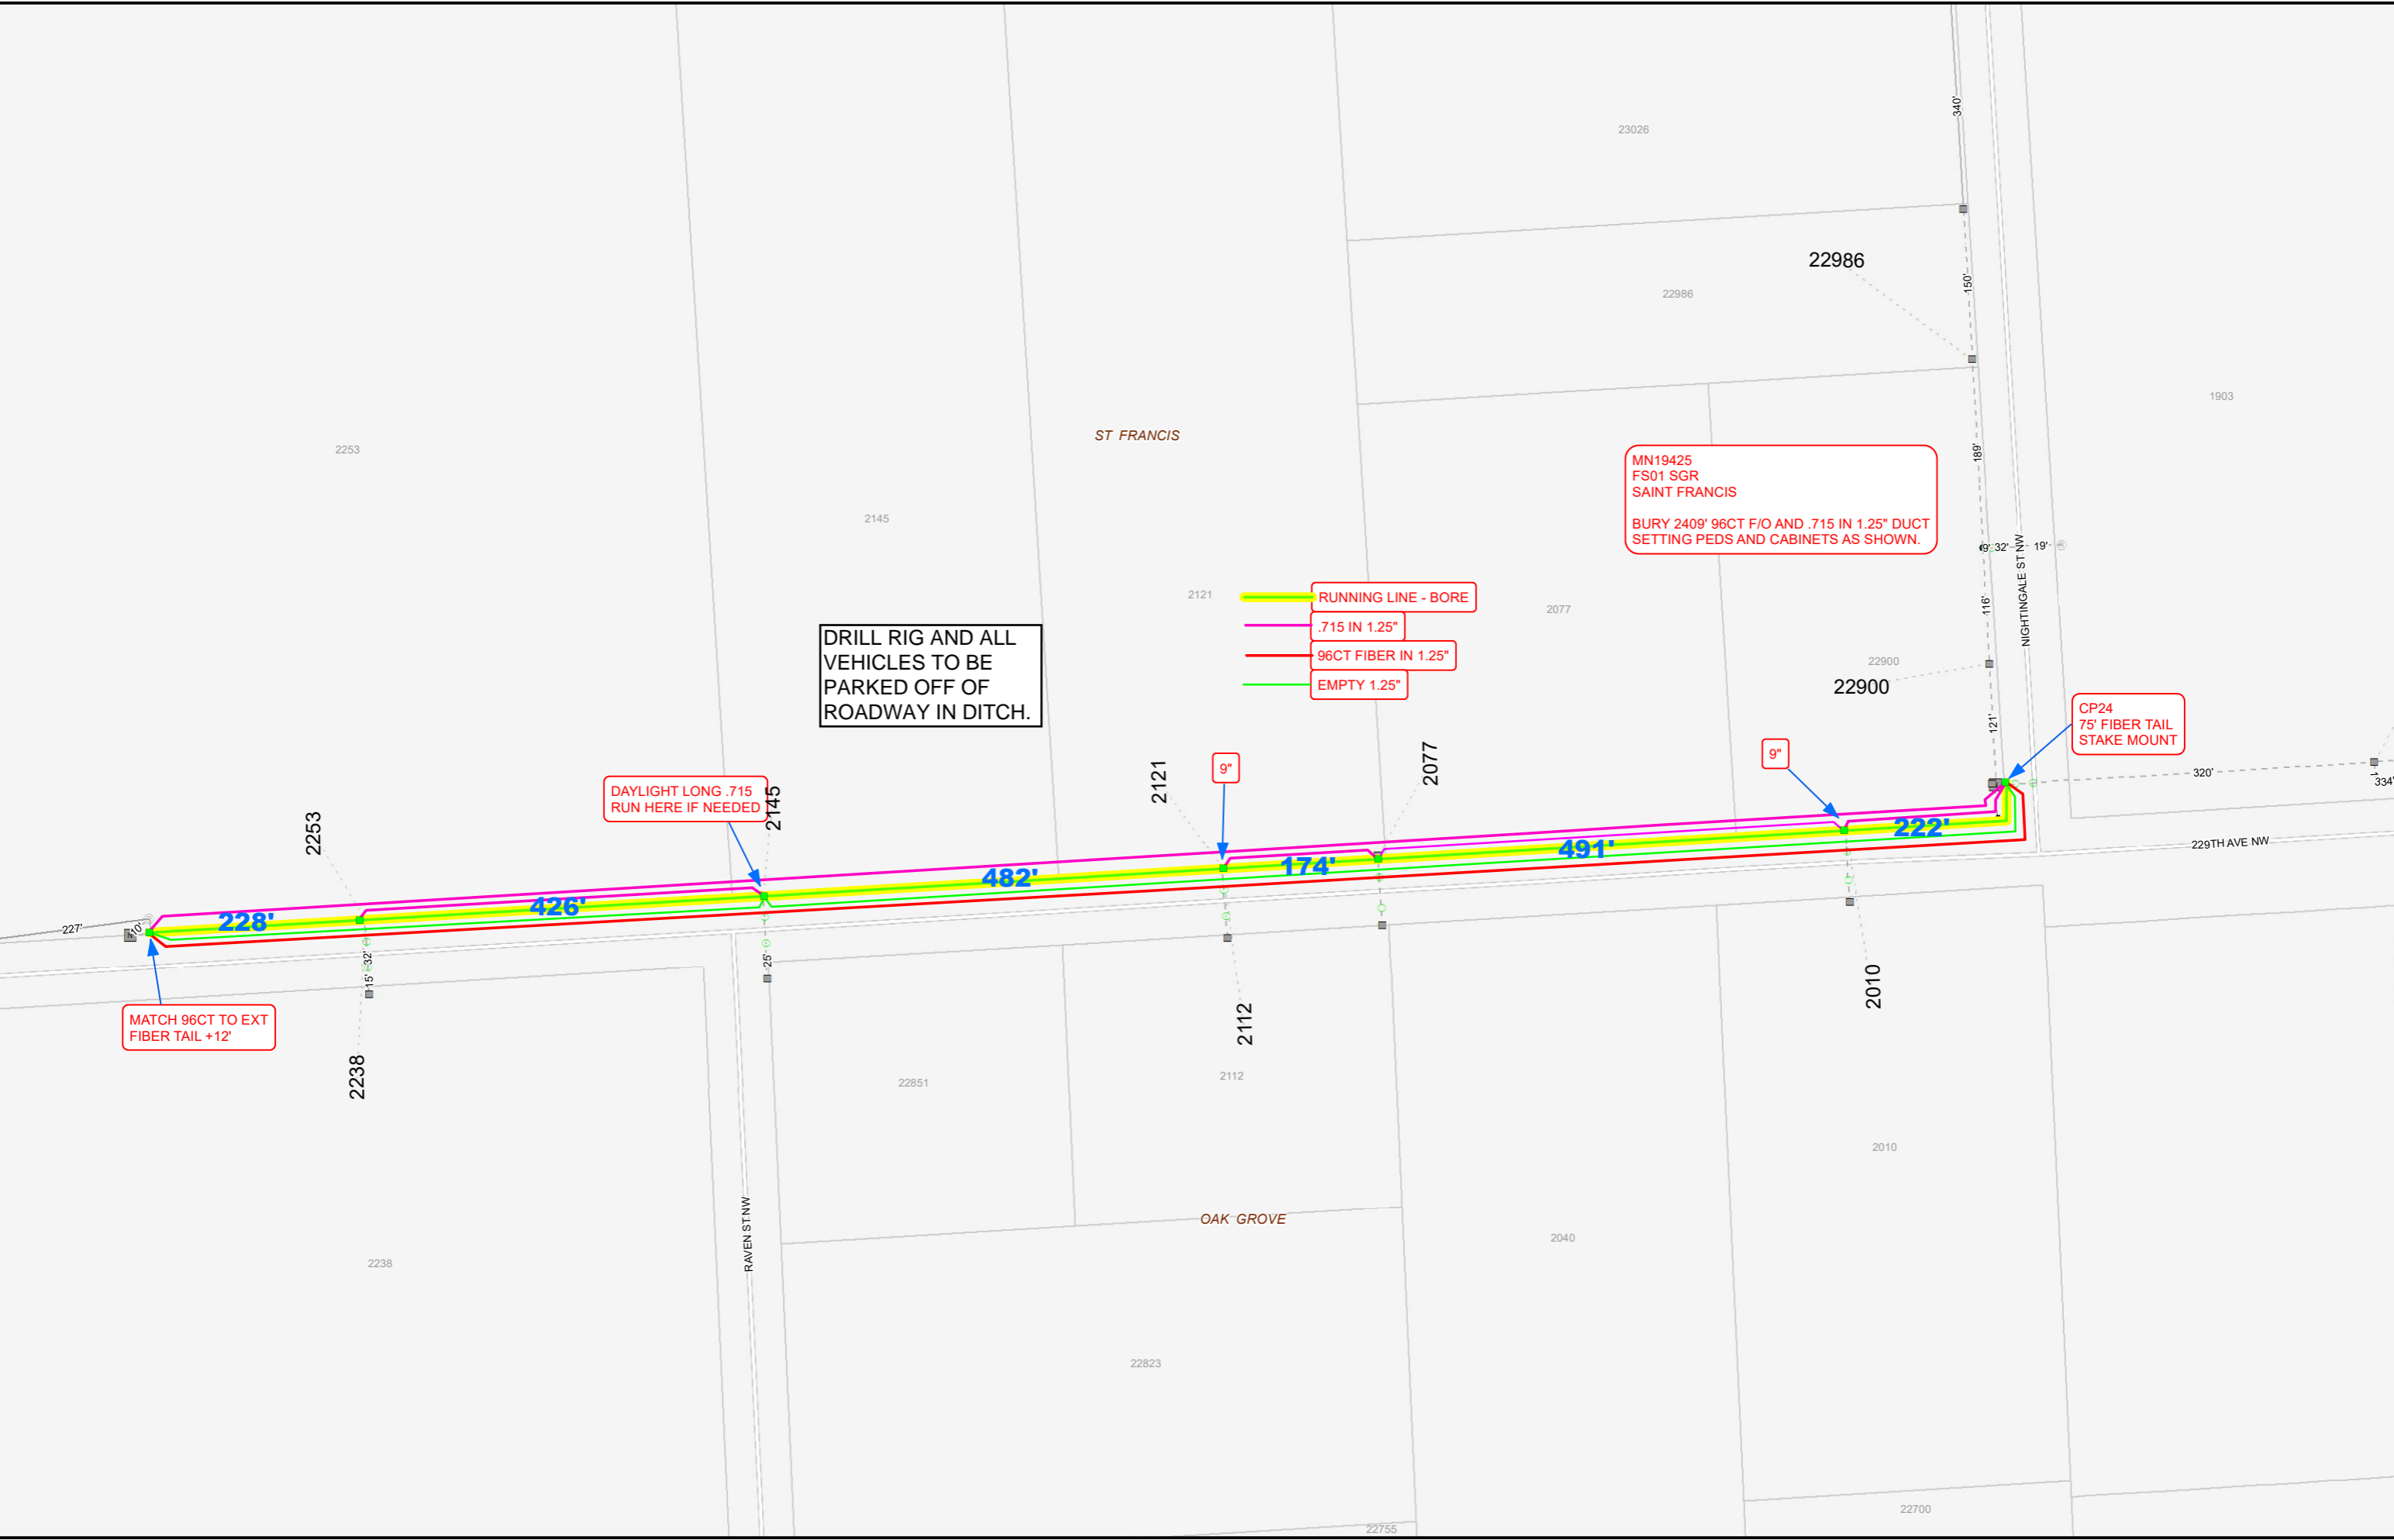 340'
23026
22986
150'
22986
1903
ST FRANCIS
2253
189'
MN19425
FS01 SGR
SAINT FRANCIS
BURY 2409' 96CT F/O AND .715 IN 1.25" DUCT
SETTING PEDS AND CABINETS AS SHOWN.
2145
9' 32' 19'
NIGHTINGALE ST NW
2121
RUNNING LINE - BORE
.715 IN 1.25"
96CT FIBER IN 1.25"
EMPTY 1.25"
2077
116'
DRILL RIG AND ALL
VEHICLES TO BE
PARKED OFF OF
ROADWAY IN DITCH.
22900
22900
CP24
75' FIBER TAIL
STAKE MOUNT
121'
9"
9"
2121
2077
DAYLIGHT LONG .715
RUN HERE IF NEEDED
2145
2253
320'
334'
229TH AVE NW
228'
426'
482'
174'
491'
222'
227'
10'
32'
15'
25'
MATCH 96CT TO EXT
FIBER TAIL +12'
2238
2112
2010
22851
2112
2010
RAVEN ST NW
OAK GROVE
2238
2040
22823
22700
22755